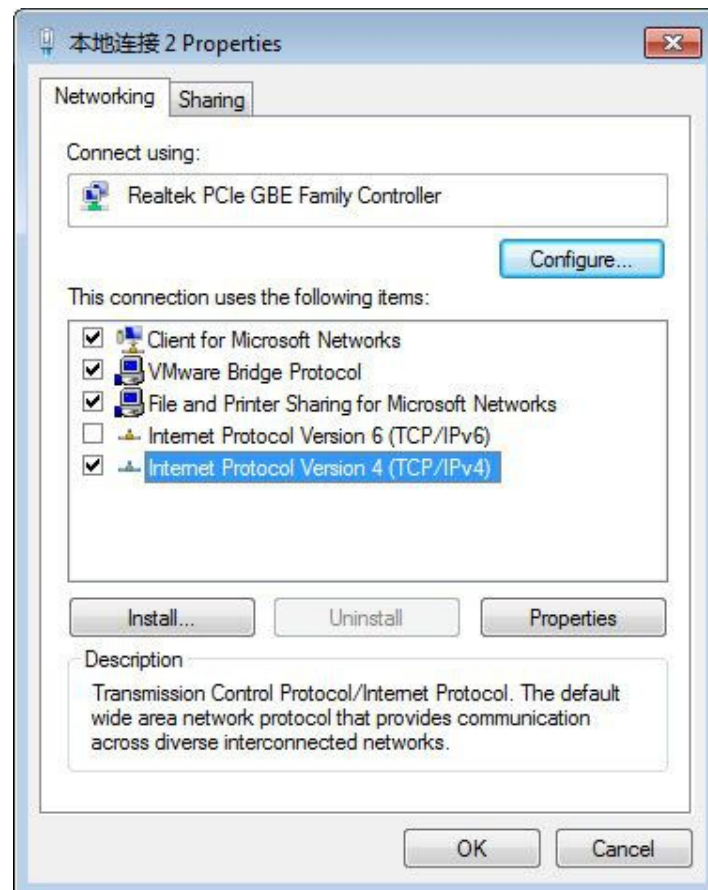 本地连接 2 Properties
Networking
Sharing
Connect using:
Realtek PCIe GBE Family Controller
Configure...
This connection uses the following items:
Client for Microsoft Networks
VMware Bridge Protocol
File and Printer Sharing for Microsoft Networks
Internet Protocol Version 6 (TCP/IPv6)
Internet Protocol Version 4 (TCP/IPv4)
Install...
Uninstall
Properties
Description
Transmission Control Protocol/Internet Protocol. The default
wide area network protocol that provides communication
across diverse interconnected networks.
OK
Cancel